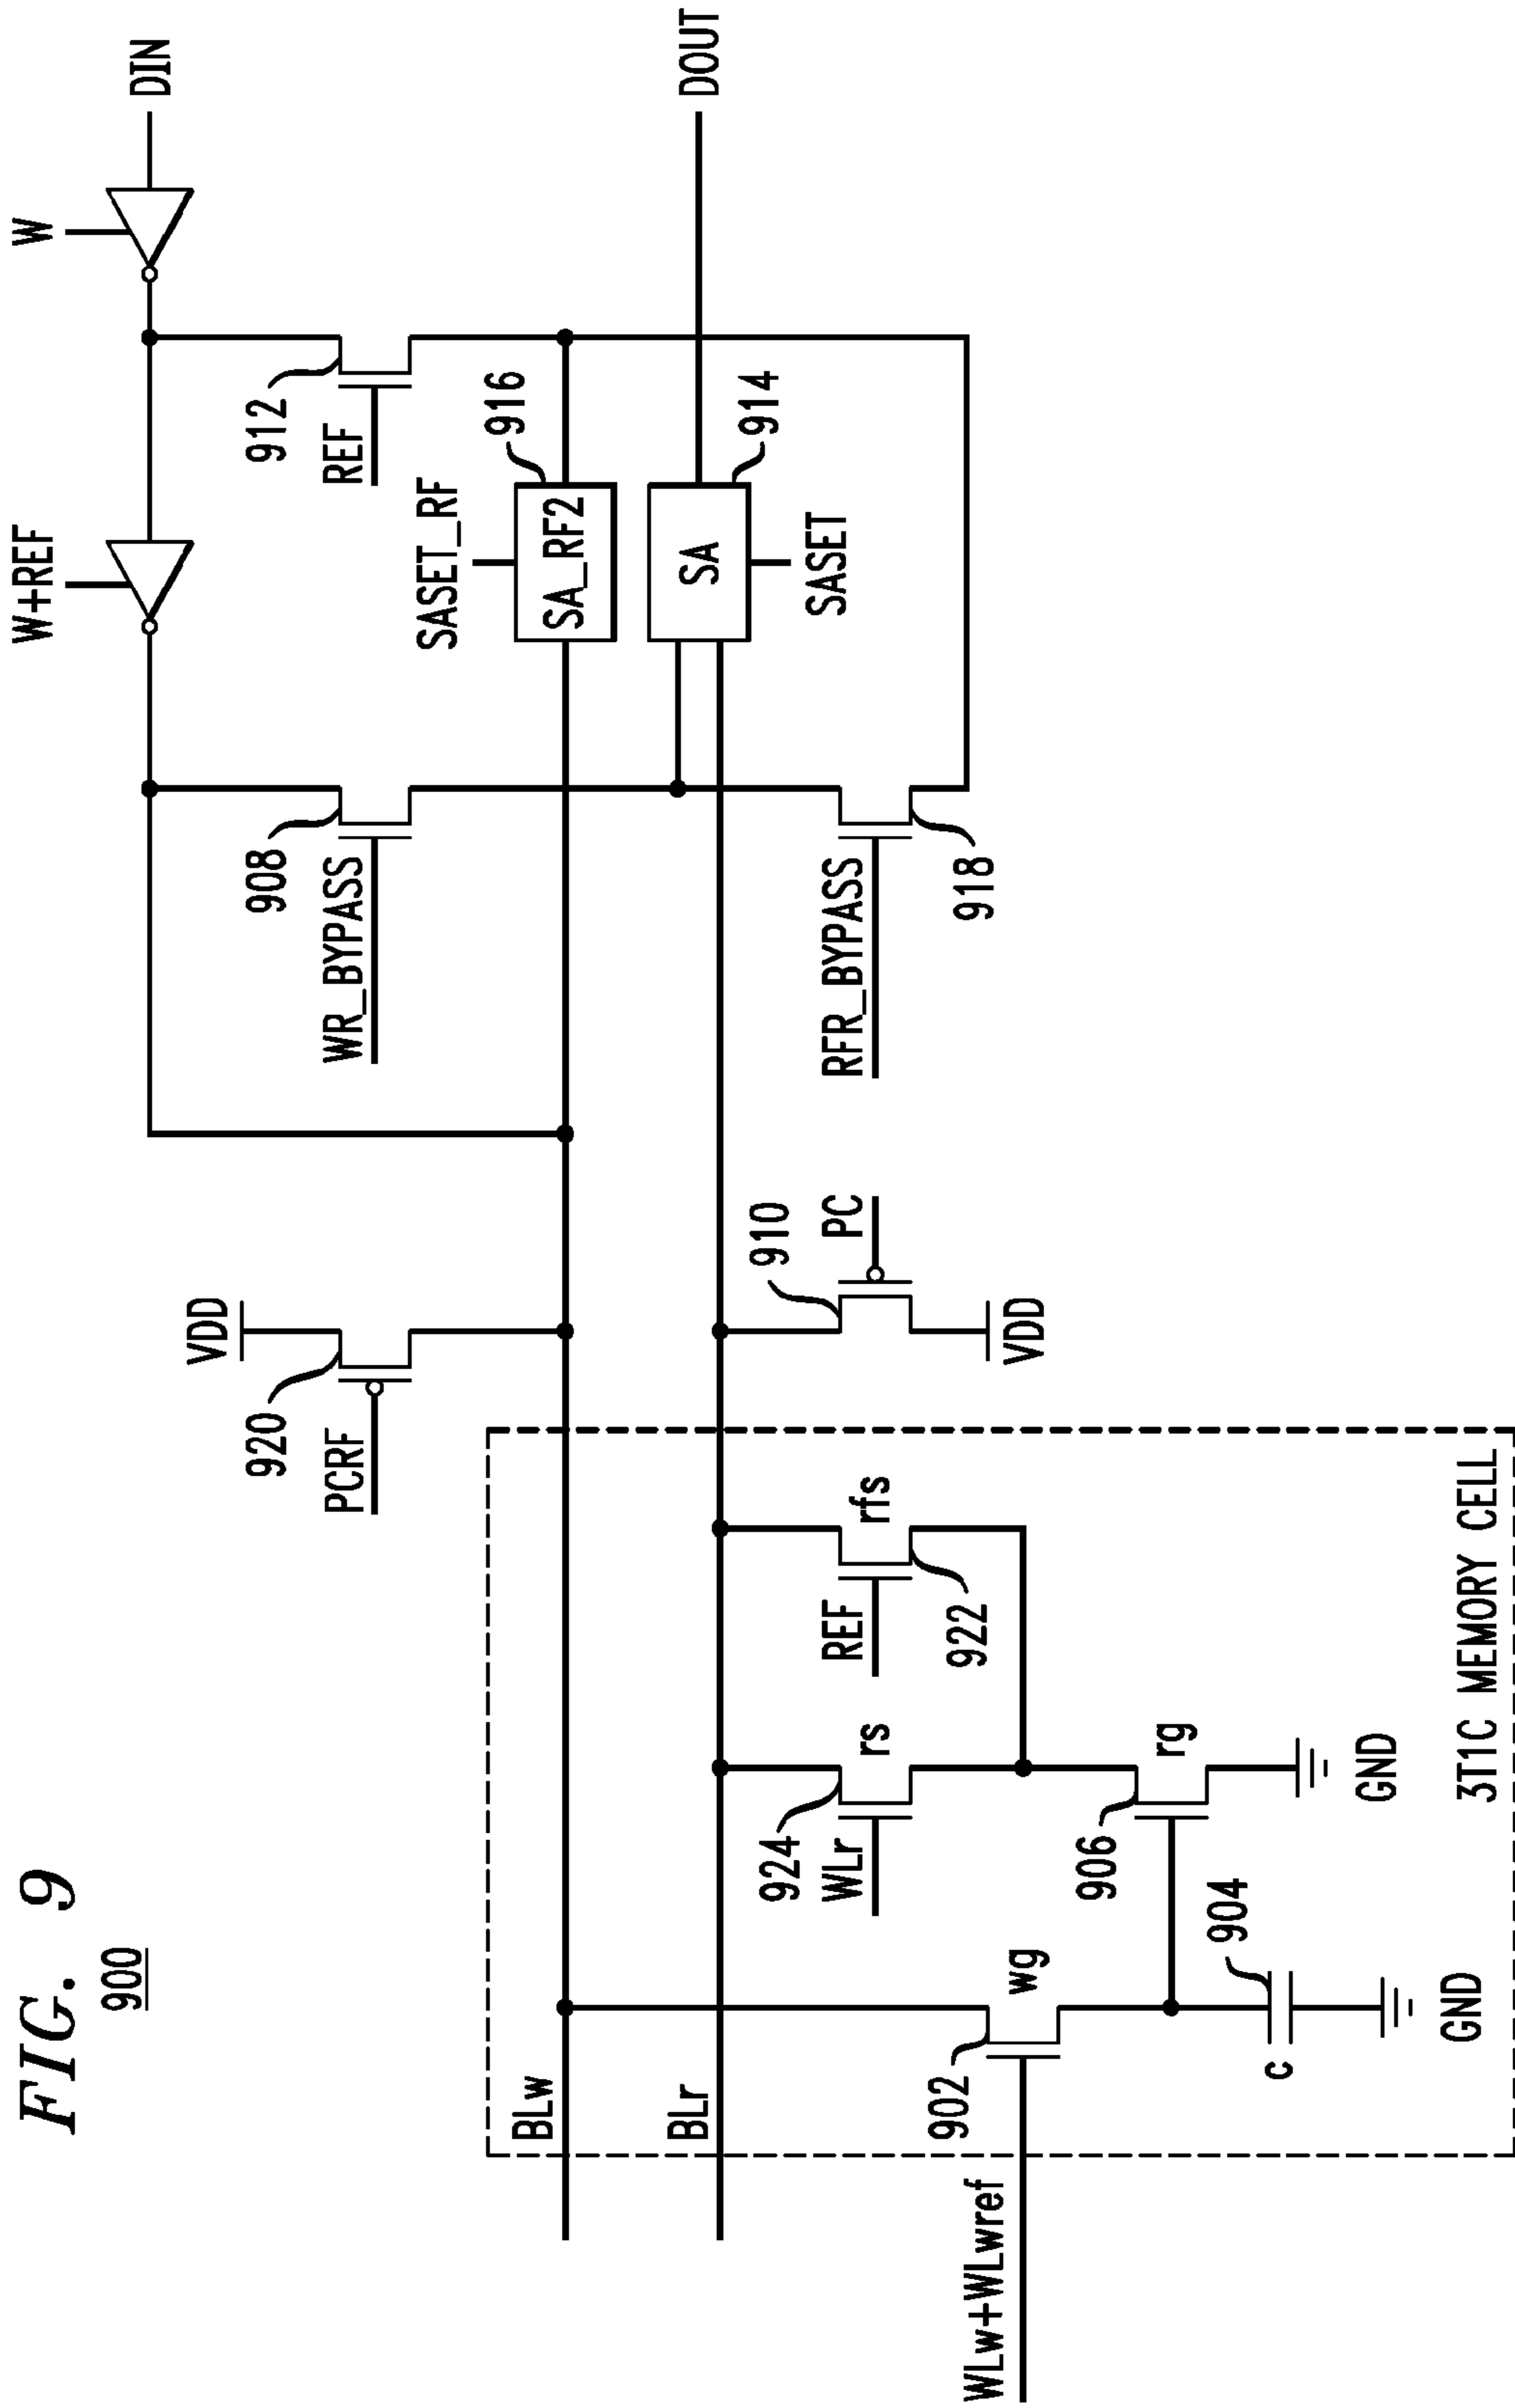 FIG. 9
900
W+REF
W
DIN
VDD
920
PCRF
908
WR_BYPASS
912
REF
SASET_RF
916
SA_RF2
BLw
BLr
SA
914
SASET
DOUT
910
PC
VDD
924
WLr
rs
REF
rfs
922
RFR_BYPASS
918
902
wg
WLw+WLwref
906
rg
904
c
GND
GND
3T1C MEMORY CELL